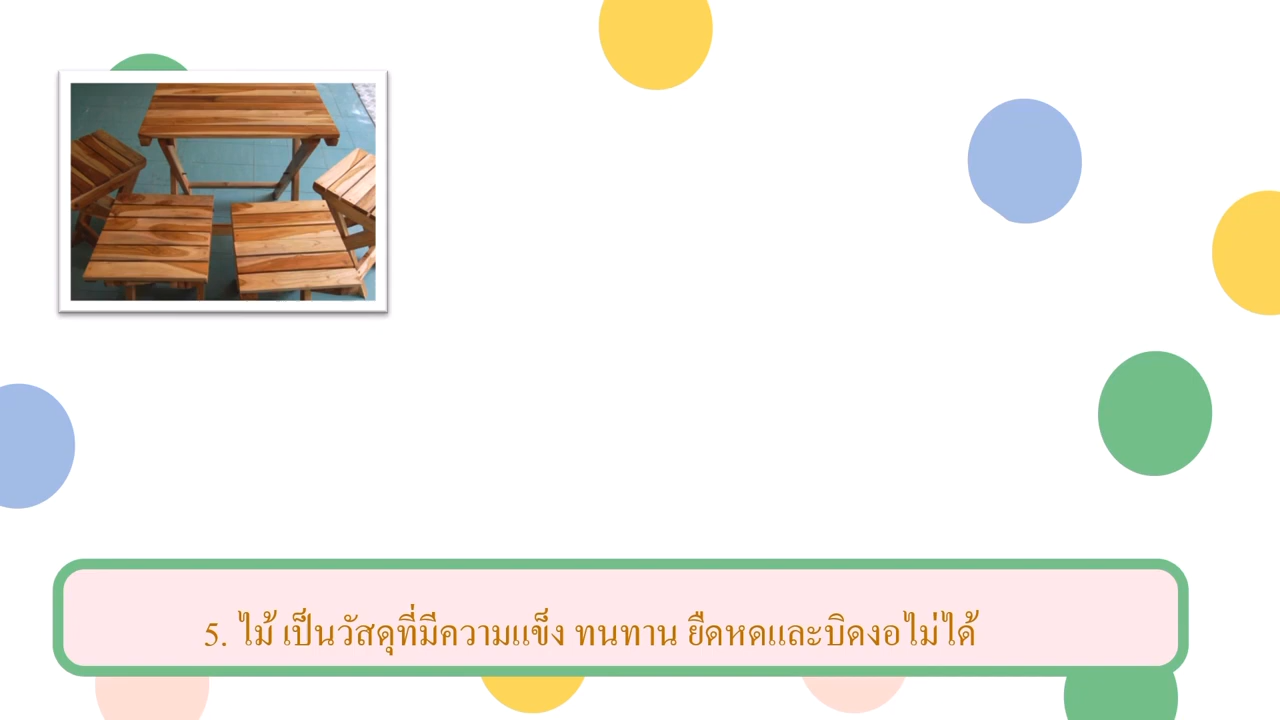 5. ไม้ เป็นวัสดุที่มีความแข็ง ทนทาน ยืดหดและบิดงอไม่ได้